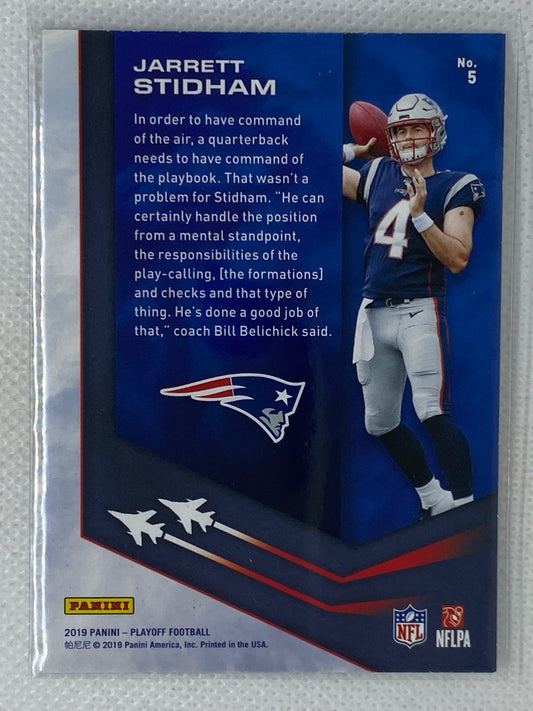 JARRETT
STIDHAM
No.
5
In order to have command
of the air, a quarterback
needs to have command of
the playbook. That wasn't a
problem for Stidham. “He can
certainly handle the position
from a mental standpoint,
the responsibilities of the
play-calling, [the formations]
and checks and that type of
thing. He's done a good job of
that,” coach Bill Belichick said.
4
PANINI
2019 PANINI – PLAYOFF FOOTBALL
帕尼尼 © 2019 Panini America, Inc. Printed in the USA.
NFL
NFLPA